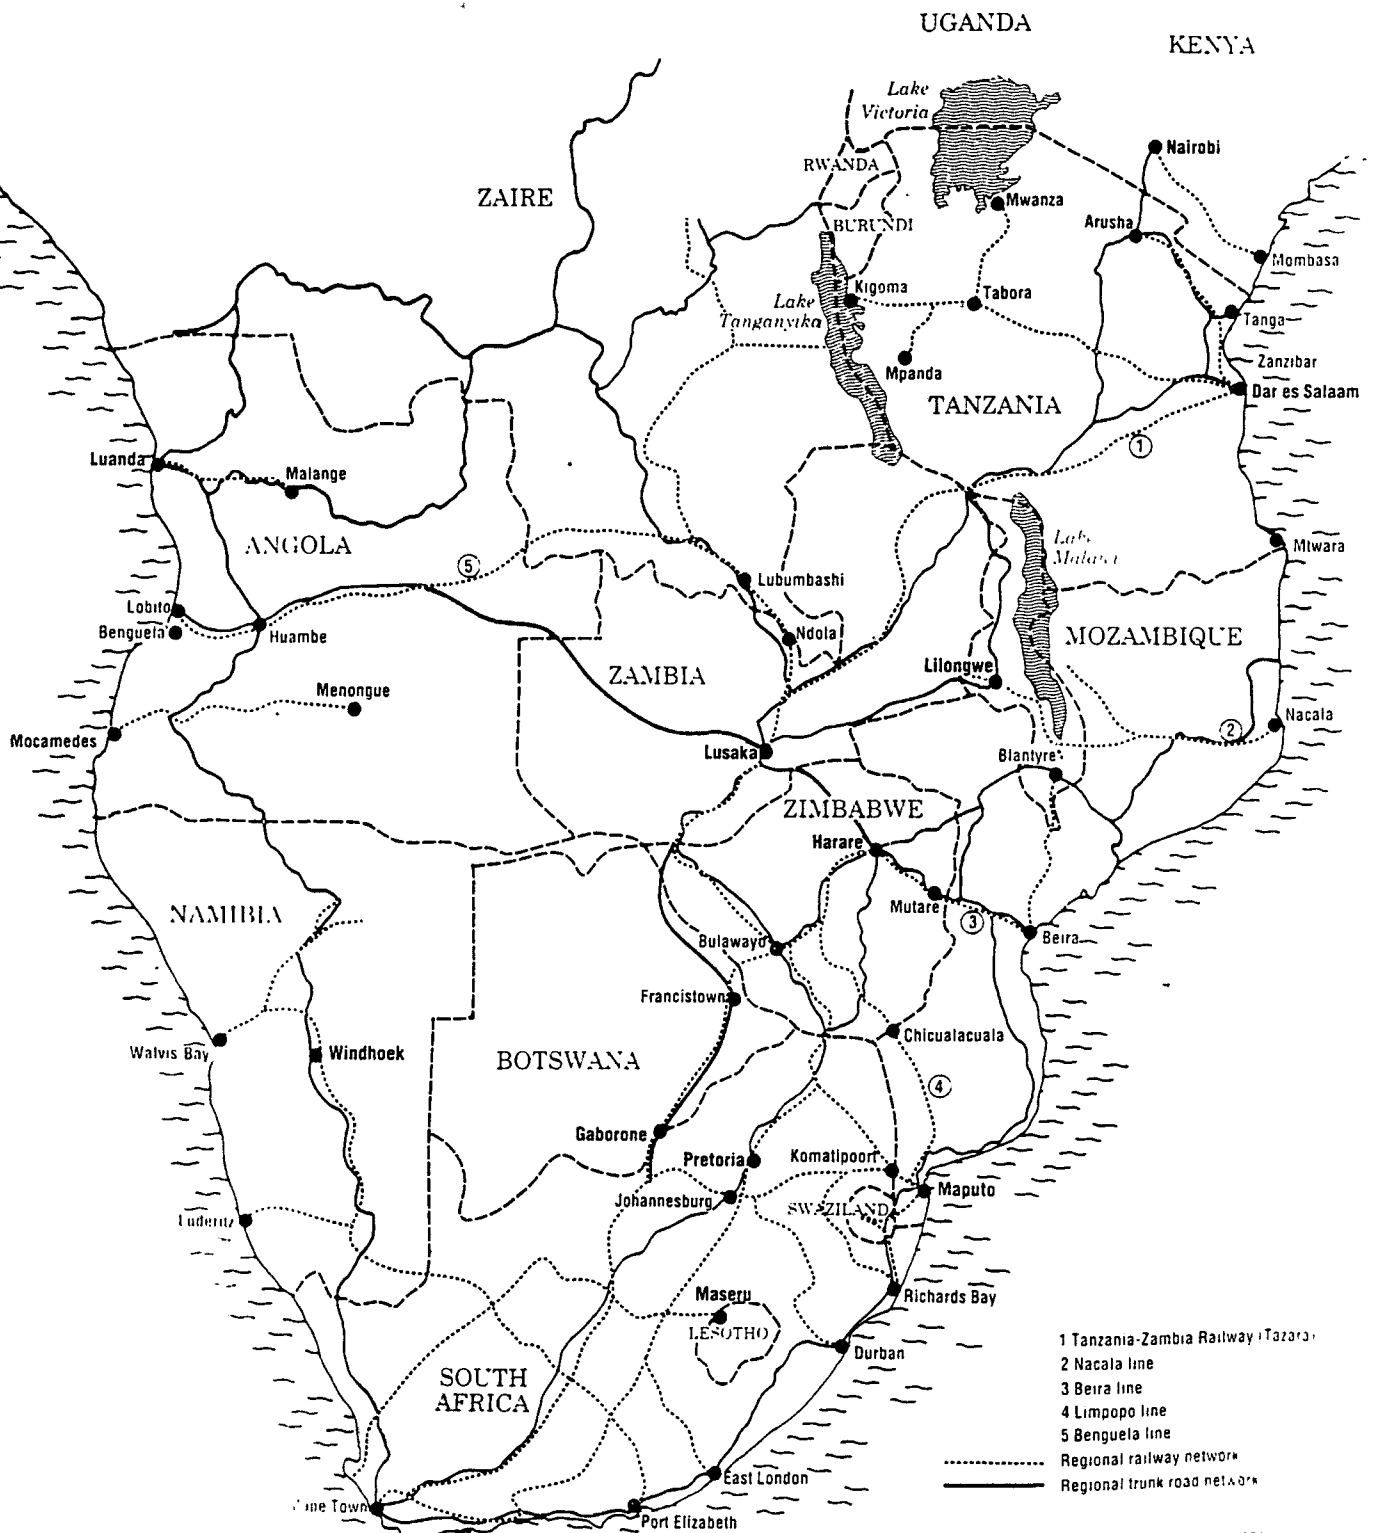 UGANDA
KENYA
Lake
Victoria
Nairobi
RWANDA
ZAIRE
Mwanza
BURUNDI
Arusha
Mombasa
Kigoma
Tabora
Lake
Tanganyika
Tanga
Zanzibar
Mpanda
Dar es Salaam
TANZANIA
1
Luanda
Malange
ANGOLA
5
Mtwara
Lubumbashi
Lobito
Benguela
Huambe
Ndola
MOZAMBIQUE
Lilongwe
ZAMBIA
Menongue
Nacala
2
Mocamedes
Lusaka
Blantyre
ZIMBABWE
Harare
Mutare
NAMIBIA
3
Beira
Bulawayo
Francistown
Chicualacuala
Walvis Bay
Windhoek
BOTSWANA
4
Gaborone
Pretoria
Komatipoort
Johannesburg
Maputo
SWAZILAND
Luderitz
Maseru
Richards Bay
LESOTHO
Durban
SOUTH
AFRICA
East London
Town
Port Elizabeth
1 Tanzania-Zambia Railway (Tazara)
2 Nacala line
3 Beira line
4 Limpopo line
5 Benguela line
Regional railway network
Regional trunk road network